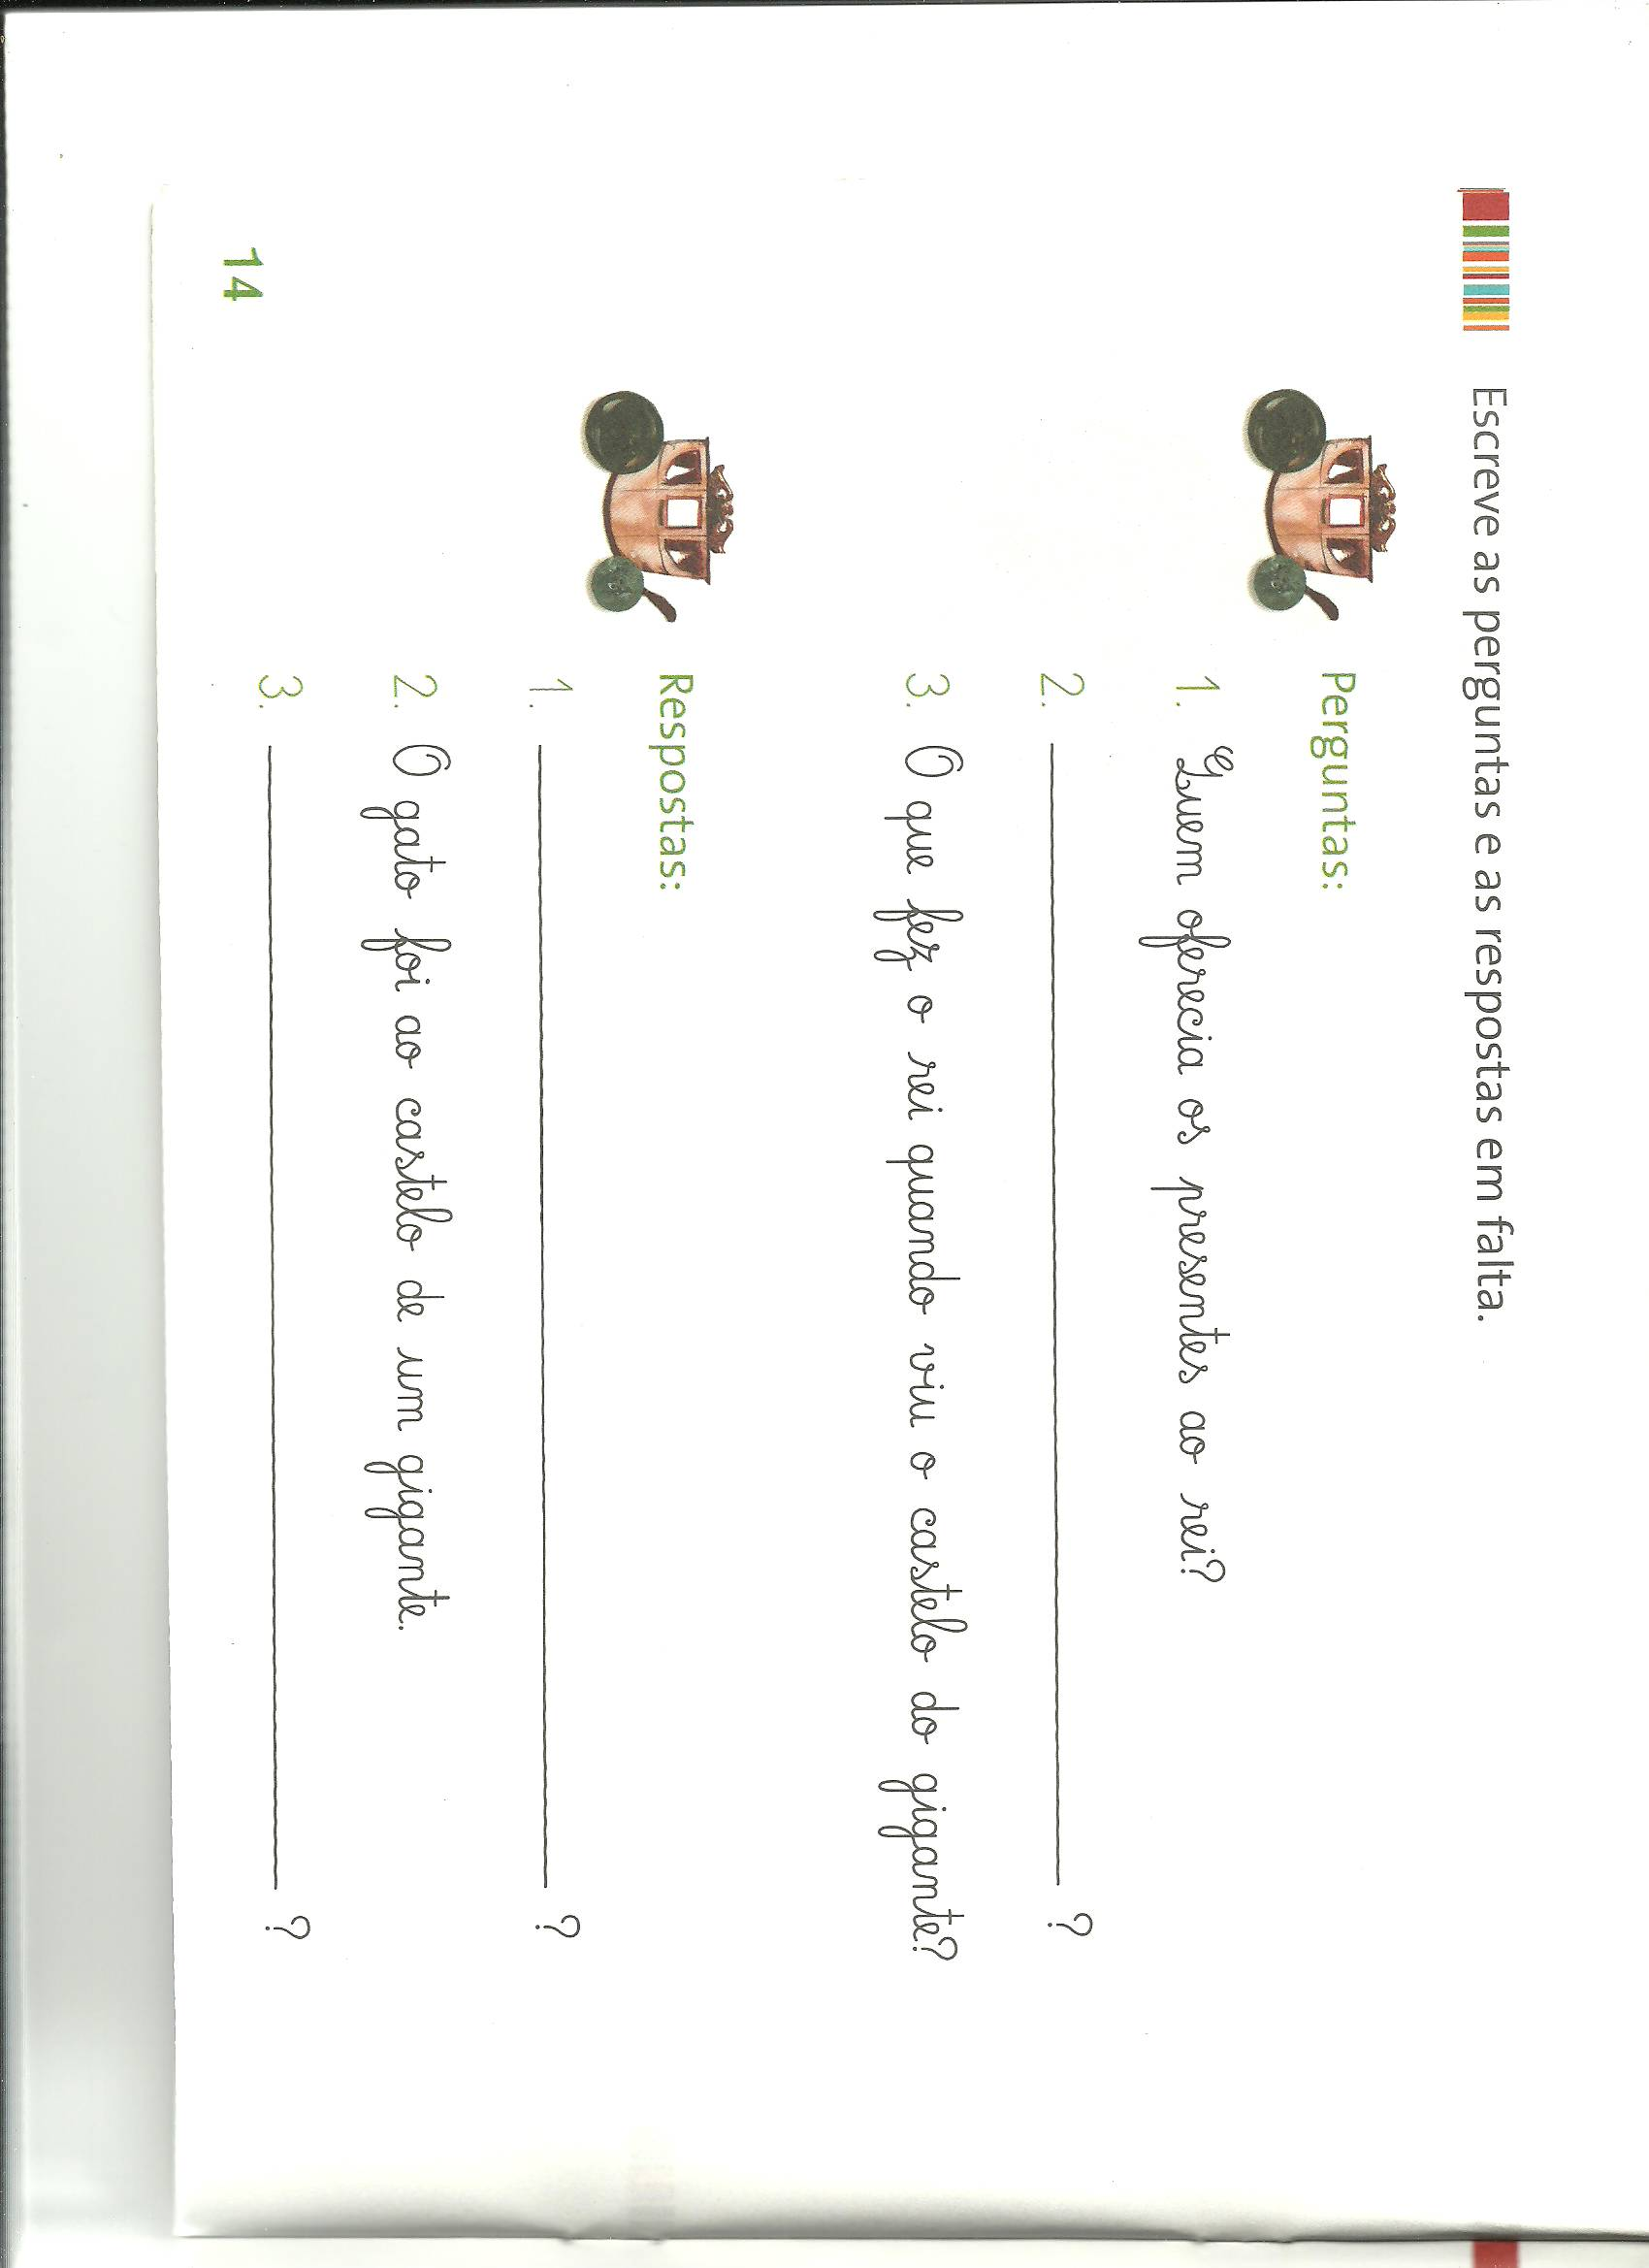 Escreve as perguntas e as respostas em falta.
Perguntas:
1. Quem oferecia os presentes ao rei?
2. ?
3. O que fez o rei quando viu o castelo do gigante?
Respostas:
1. ?
2. O gato foi ao castelo de um gigante.
3. ?
14